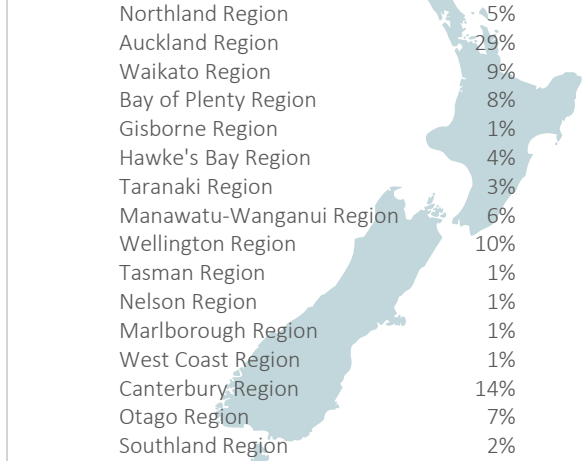 Northland Region 5%
Auckland Region 29%
Waikato Region 9%
Bay of Plenty Region 8%
Gisborne Region 1%
Hawke's Bay Region 4%
Taranaki Region 3%
Manawatu-Wanganui Region 6%
Wellington Region 10%
Tasman Region 1%
Nelson Region 1%
Marlborough Region 1%
West Coast Region 1%
Canterbury Region 14%
Otago Region 7%
Southland Region 2%